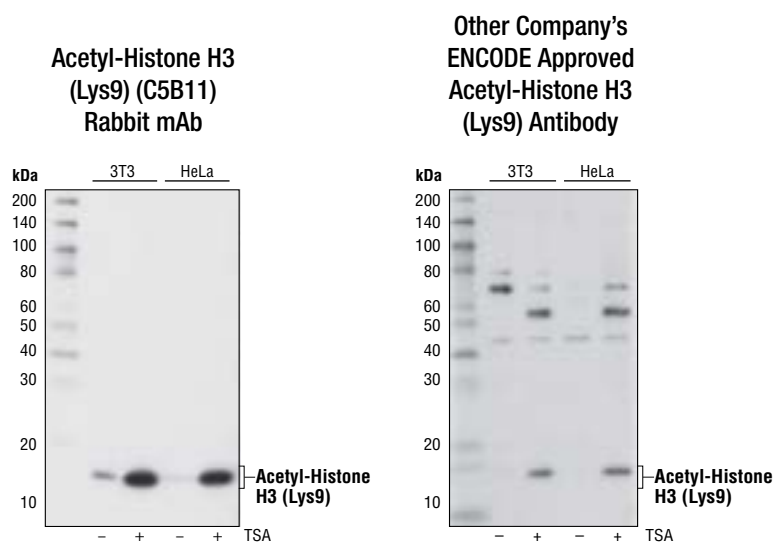 Acetyl-Histone H3
(Lys9) (C5B11)
Rabbit mAb
kDa
3T3
HeLa
200
140
100
80
60
50
40
30
20
10
Acetyl-Histone
H3 (Lys9)
– + – + TSA
Other Company's
ENCODE Approved
Acetyl-Histone H3
(Lys9) Antibody
kDa
3T3
HeLa
200
140
100
80
60
50
40
30
20
10
Acetyl-Histone
H3 (Lys9)
– + – + TSA